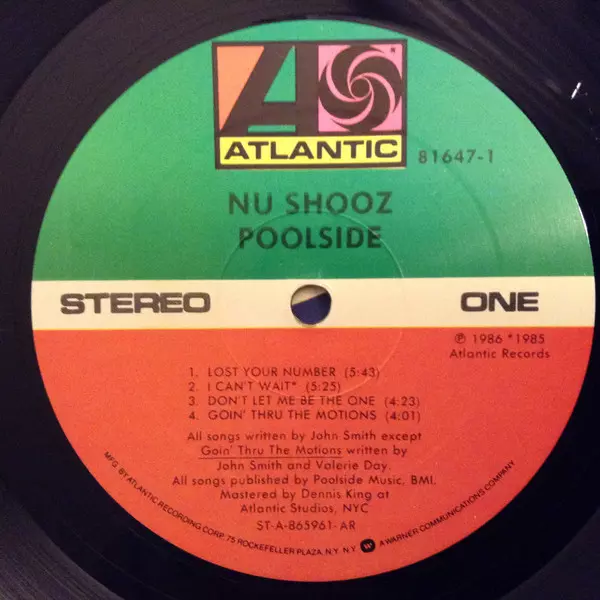 ATLANTIC
81647-1
NU SHOOZ
POOLSIDE
STEREO
ONE
℗ 1986 *1985
Atlantic Records
1. LOST YOUR NUMBER (5:43)
2. I CAN'T WAIT* (5:25)
3. DON'T LET ME BE THE ONE (4:23)
4. GOIN' THRU THE MOTIONS (4:01)
All songs written by John Smith except
Goin' Thru The Motions written by
John Smith and Valerie Day.
All songs published by Poolside Music, BMI.
Mastered by Dennis King at
Atlantic Studios, NYC
ST-A-865961-AR
MFG. BY ATLANTIC RECORDING CORP. 75 ROCKEFELLER PLAZA, N.Y. N.Y. A WARNER COMMUNICATIONS COMPANY